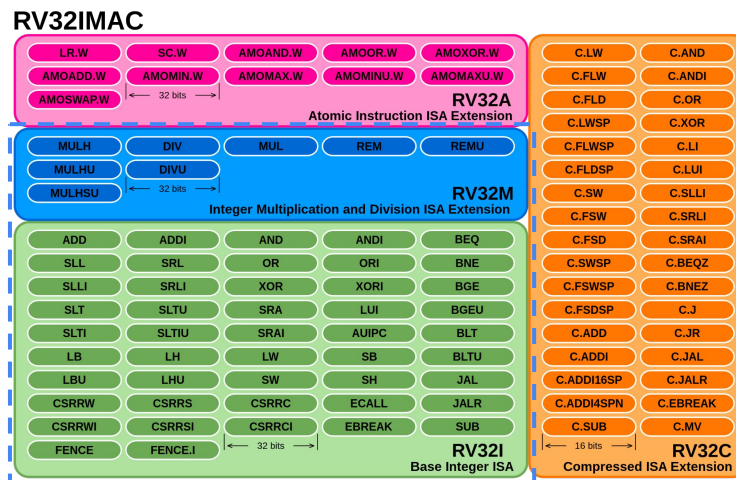 RV32IMAC
LR.W SC.W AMOAND.W AMOOR.W AMOXOR.W
AMOADD.W AMOMIN.W AMOMAX.W AMOMINU.W AMOMAXU.W
AMOSWAP.W 32 bits
RV32A
Atomic Instruction ISA Extension
MULH DIV MUL REM REMU
MULHU DIVU
MULHSU 32 bits
RV32M
Integer Multiplication and Division ISA Extension
ADD ADDI AND ANDI BEQ
SLL SRL OR ORI BNE
SLLI SRLI XOR XORI BGE
SLT SLTU SRA LUI BGEU
SLTI SLTIU SRAI AUIPC BLT
LB LH LW SB BLTU
LBU LHU SW SH JAL
CSRRW CSRRS CSRRC ECALL JALR
CSRRWI CSRRSI CSRRCI EBREAK SUB
FENCE FENCE.I 32 bits
RV32I
Base Integer ISA
C.LW C.AND
C.FLW C.ANDI
C.FLD C.OR
C.LWSP C.XOR
C.FLWSP C.LI
C.FLDSP C.LUI
C.SW C.SLLI
C.FSW C.SRLI
C.FSD C.SRAI
C.SWSP C.BEQZ
C.FSWSP C.BNEZ
C.FSDSP C.J
C.ADD C.JR
C.ADDI C.JAL
C.ADDI16SP C.JALR
C.ADDI4SPN C.EBREAK
C.SUB C.MV
16 bits
RV32C
Compressed ISA Extension